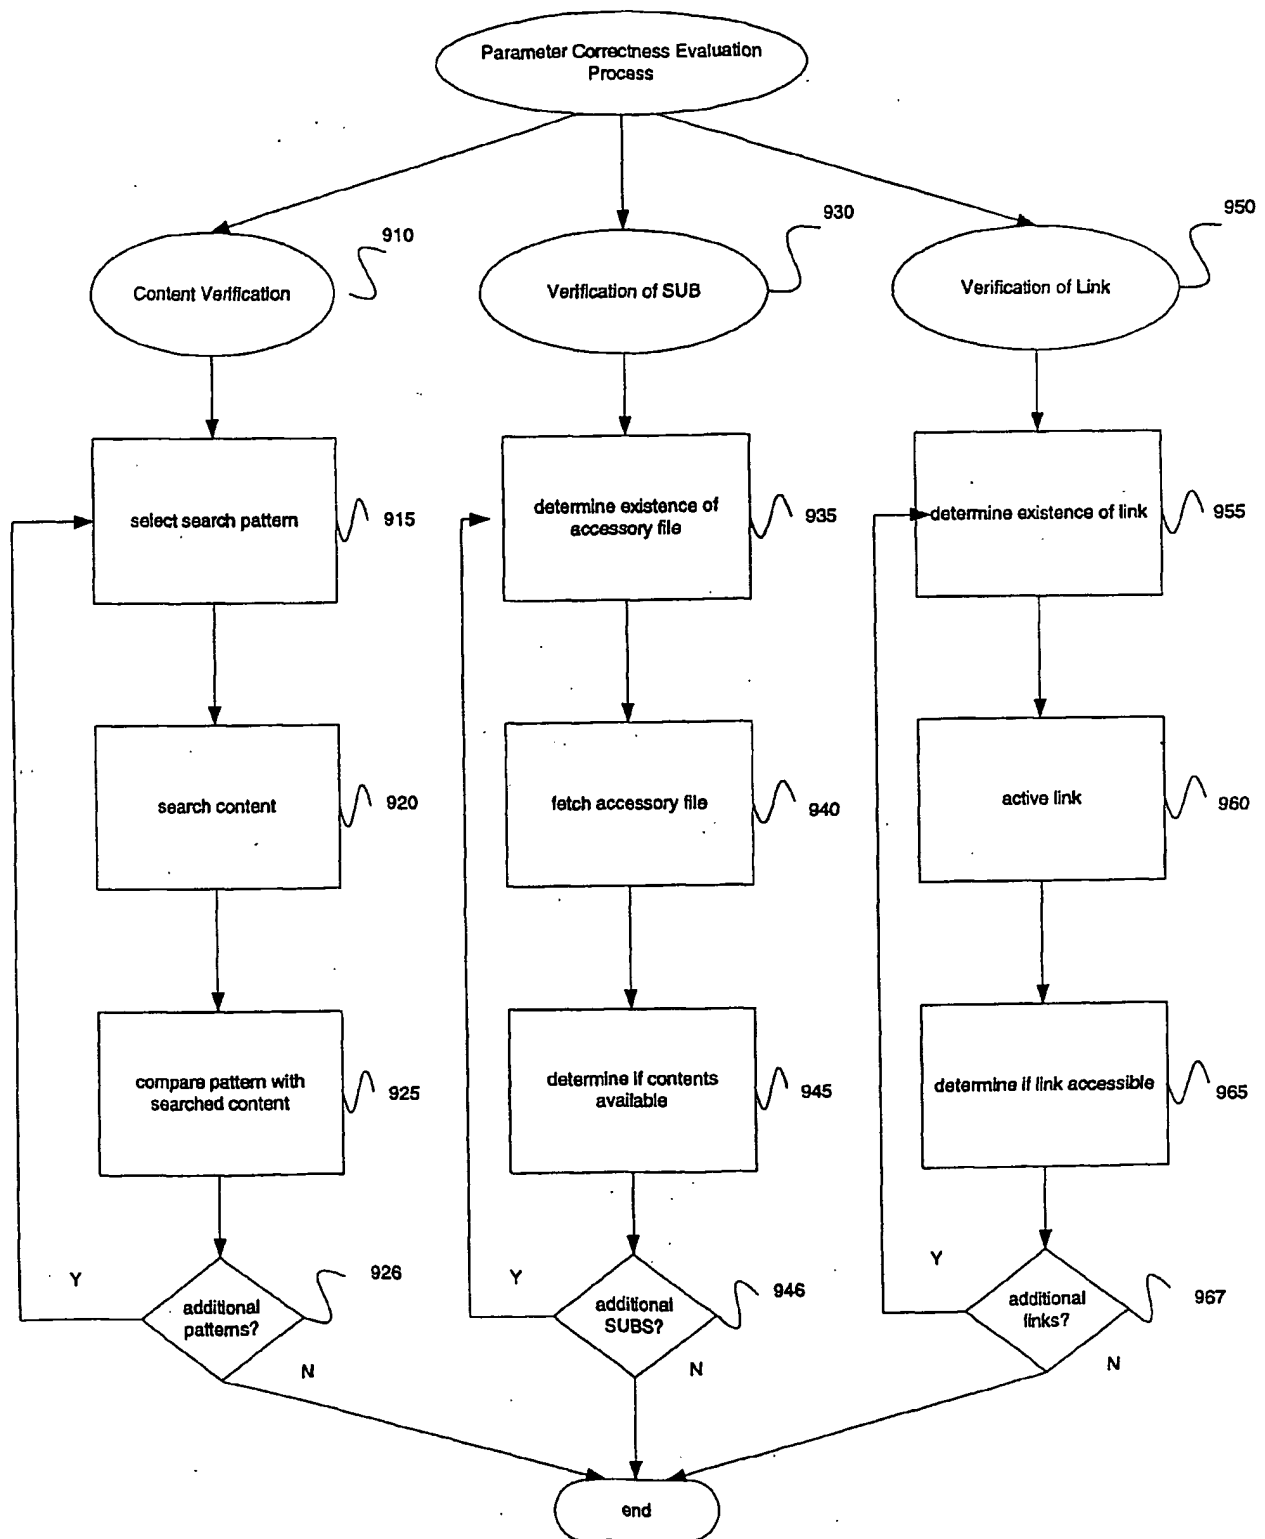 Parameter Correctness Evaluation
Process
910
930
950
Content Verification
Verification of SUB
Verification of Link
select search pattern
915
determine existence of
accessory file
935
determine existence of link
955
search content
920
fetch accessory file
940
active link
960
compare pattern with
searched content
925
determine if contents
available
945
determine if link accessible
965
Y
additional
patterns?
926
N
Y
additional
SUBS?
946
N
Y
additional
links?
967
N
end